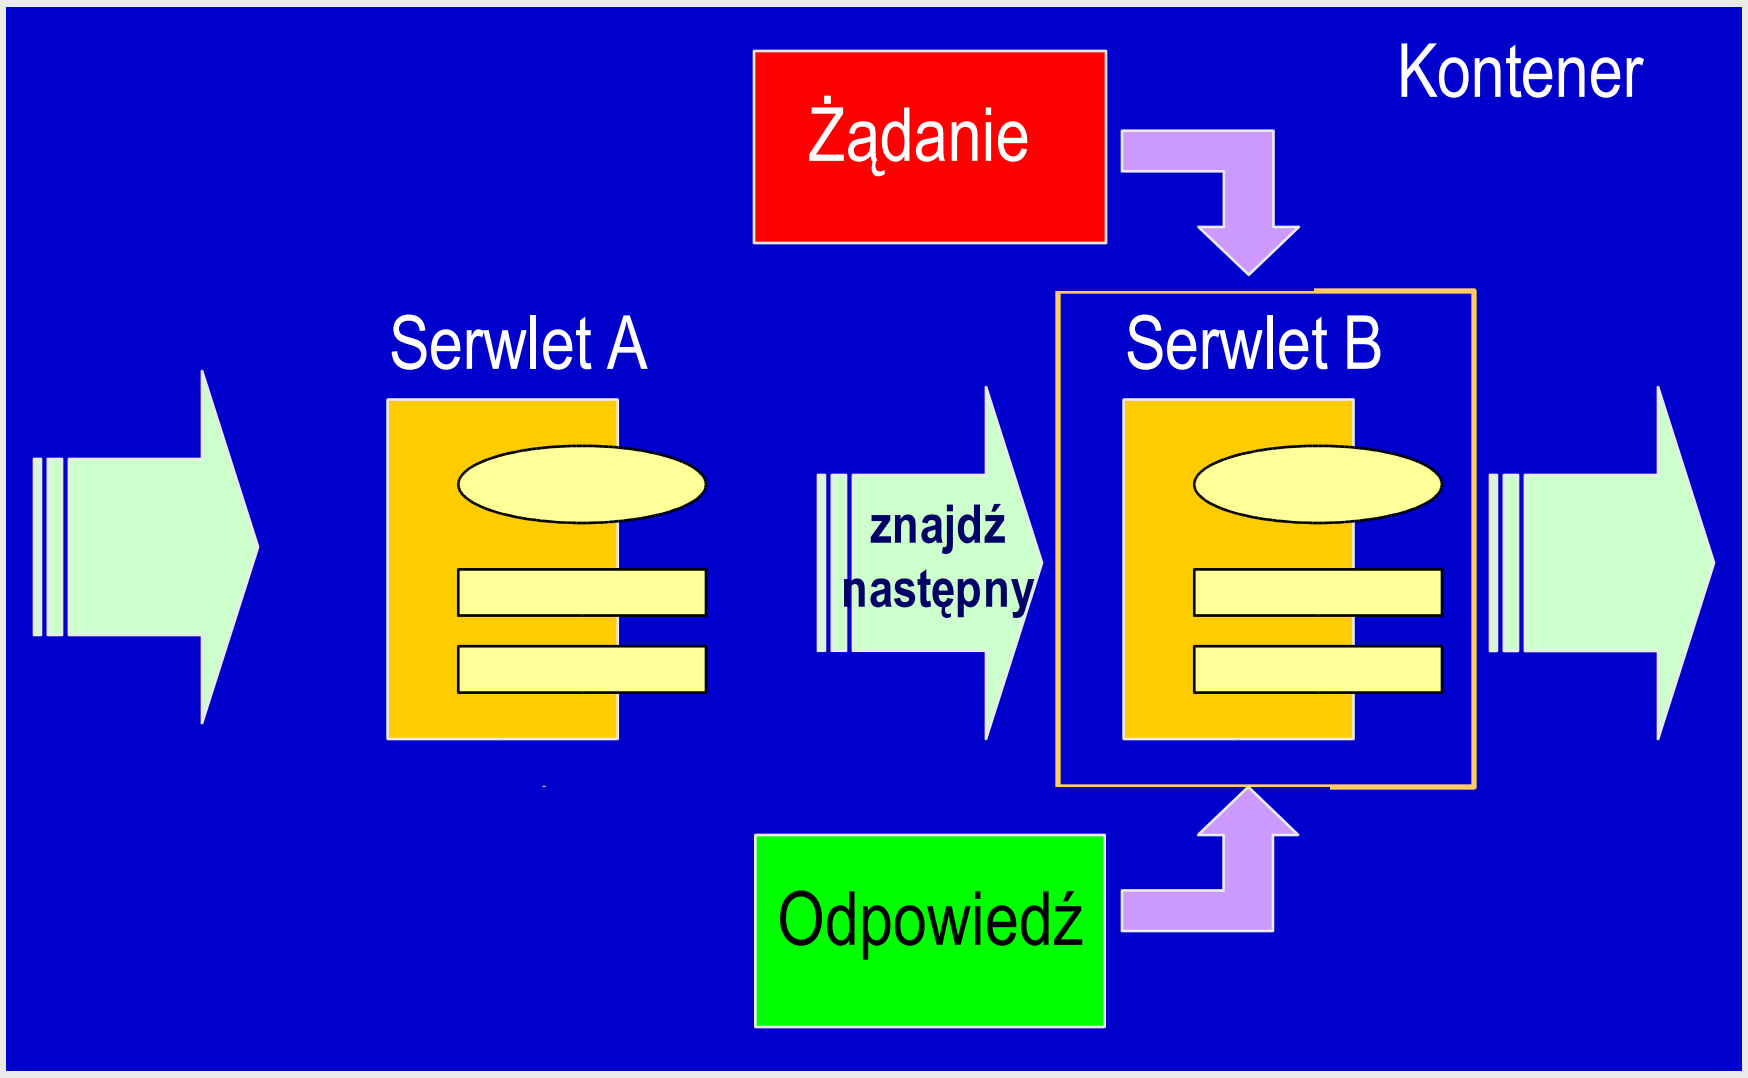 Kontener
Żądanie
Serwlet A
Serwlet B
znajdź
następny
Odpowiedź